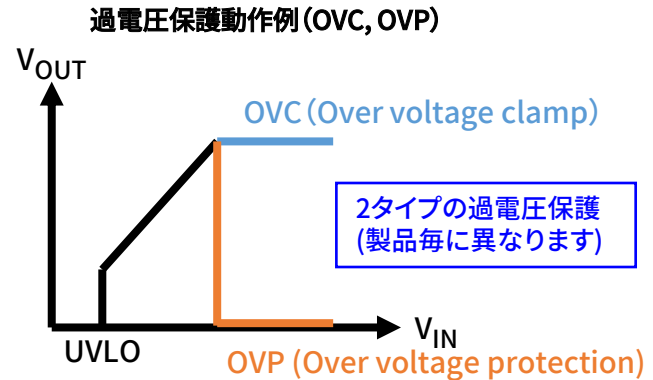 過電圧保護動作例(OVC, OVP)
VOUT
OVC(Over voltage clamp)
2タイプの過電圧保護
(製品毎に異なります)
VIN
UVLO
OVP (Over voltage protection)